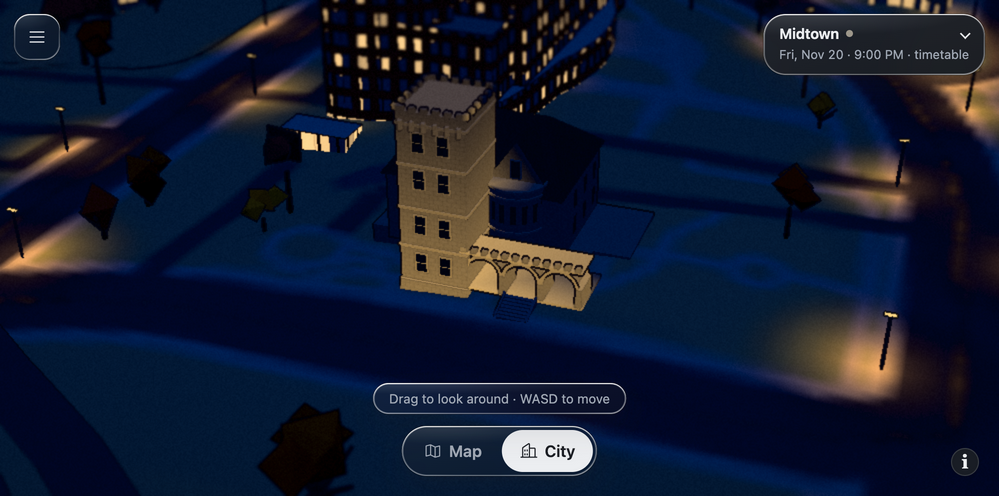 Midtown
Fri, Nov 20 · 9:00 PM · timetable
Drag to look around · WASD to move
Map
City
i